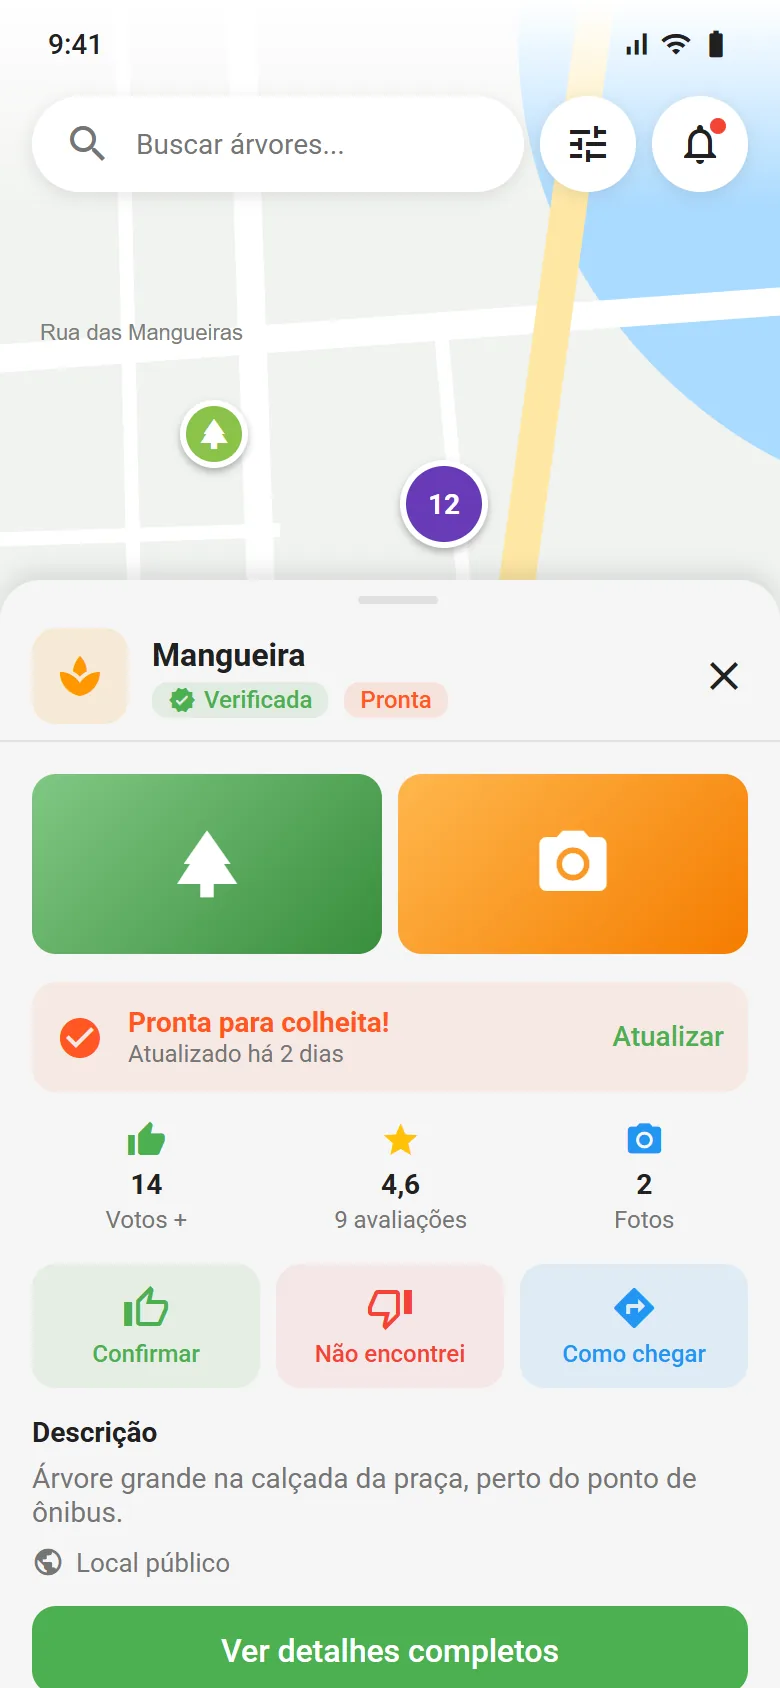 9:41
Buscar árvores...
Rua das Mangueiras
12
Mangueira
Verificada
Pronta
Pronta para colheita!
Atualizado há 2 dias
Atualizar
14
Votos +
4,6
9 avaliações
2
Fotos
Confirmar
Não encontrei
Como chegar
Descrição
Árvore grande na calçada da praça, perto do ponto de
ônibus.
Local público
Ver detalhes completos